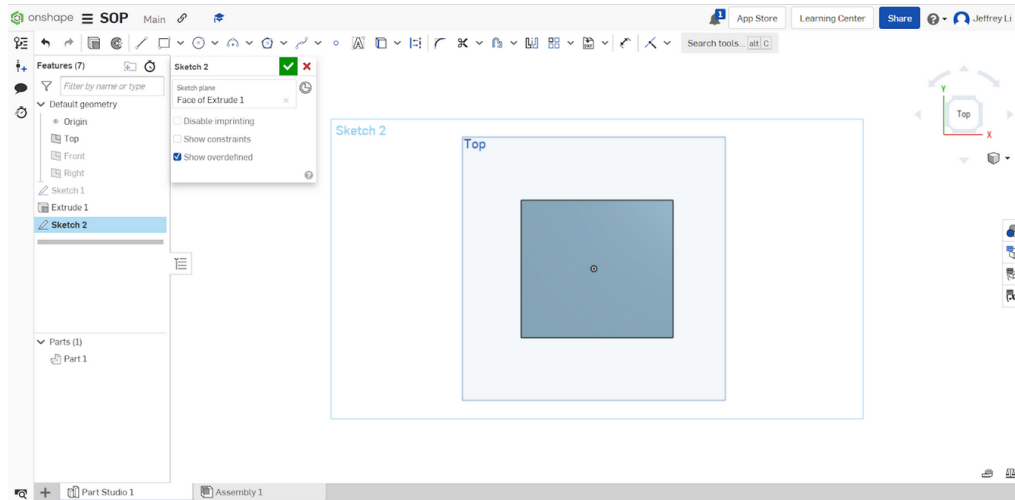 onshape SOP Main
1 App Store Learning Center Share Jeffrey Li
Search tools... alt C
Features (7)
Filter by name or type
Default geometry
Origin
Top
Front
Right
Sketch 1
Extrude 1
Sketch 2
Parts (1)
Part 1
Sketch 2
Sketch plane
Face of Extrude 1
Disable imprinting
Show constraints
Show overdefined
Sketch 2
Top
Y
Top
X
Part Studio 1
Assembly 1